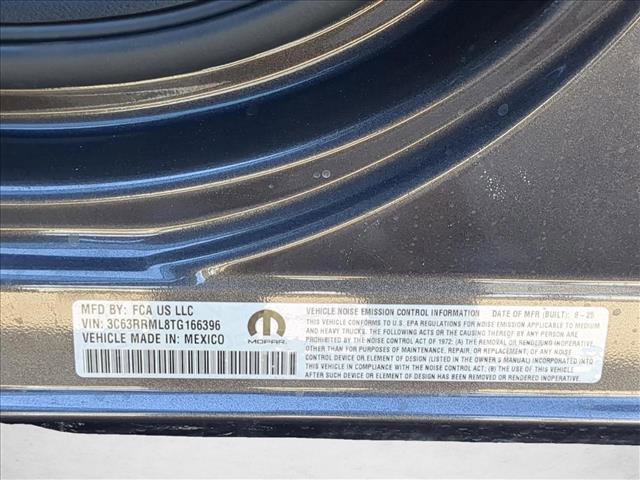 MFD BY: FCA US LLC
VIN: 3C63RRML8TG166396
VEHICLE MADE IN: MEXICO
MOPAR
VEHICLE NOISE EMISSION CONTROL INFORMATION DATE OF MFR (BUILT): 8-25
THIS VEHICLE CONFORMS TO U.S. EPA REGULATIONS FOR NOISE EMISSION APPLICABLE TO MEDIUM
AND HEAVY TRUCKS. THE FOLLOWING ACTS OR THE CAUSING THEREOF BY ANY PERSON ARE
PROHIBITED BY THE NOISE CONTROL ACT OF 1972: (A) THE REMOVAL OR RENDERING INOPERATIVE
OTHER THAN FOR PURPOSES OF MAINTENANCE, REPAIR, OR REPLACEMENT, OF ANY NOISE
CONTROL DEVICE OR ELEMENT OF DESIGN (LISTED IN THE OWNER'S MANUAL) INCORPORATED INTO
THIS VEHICLE IN COMPLIANCE WITH THE NOISE CONTROL ACT; (B) THE USE OF THIS VEHICLE
AFTER SUCH DEVICE OR ELEMENT OF DESIGN HAS BEEN REMOVED OR RENDERED INOPERATIVE.